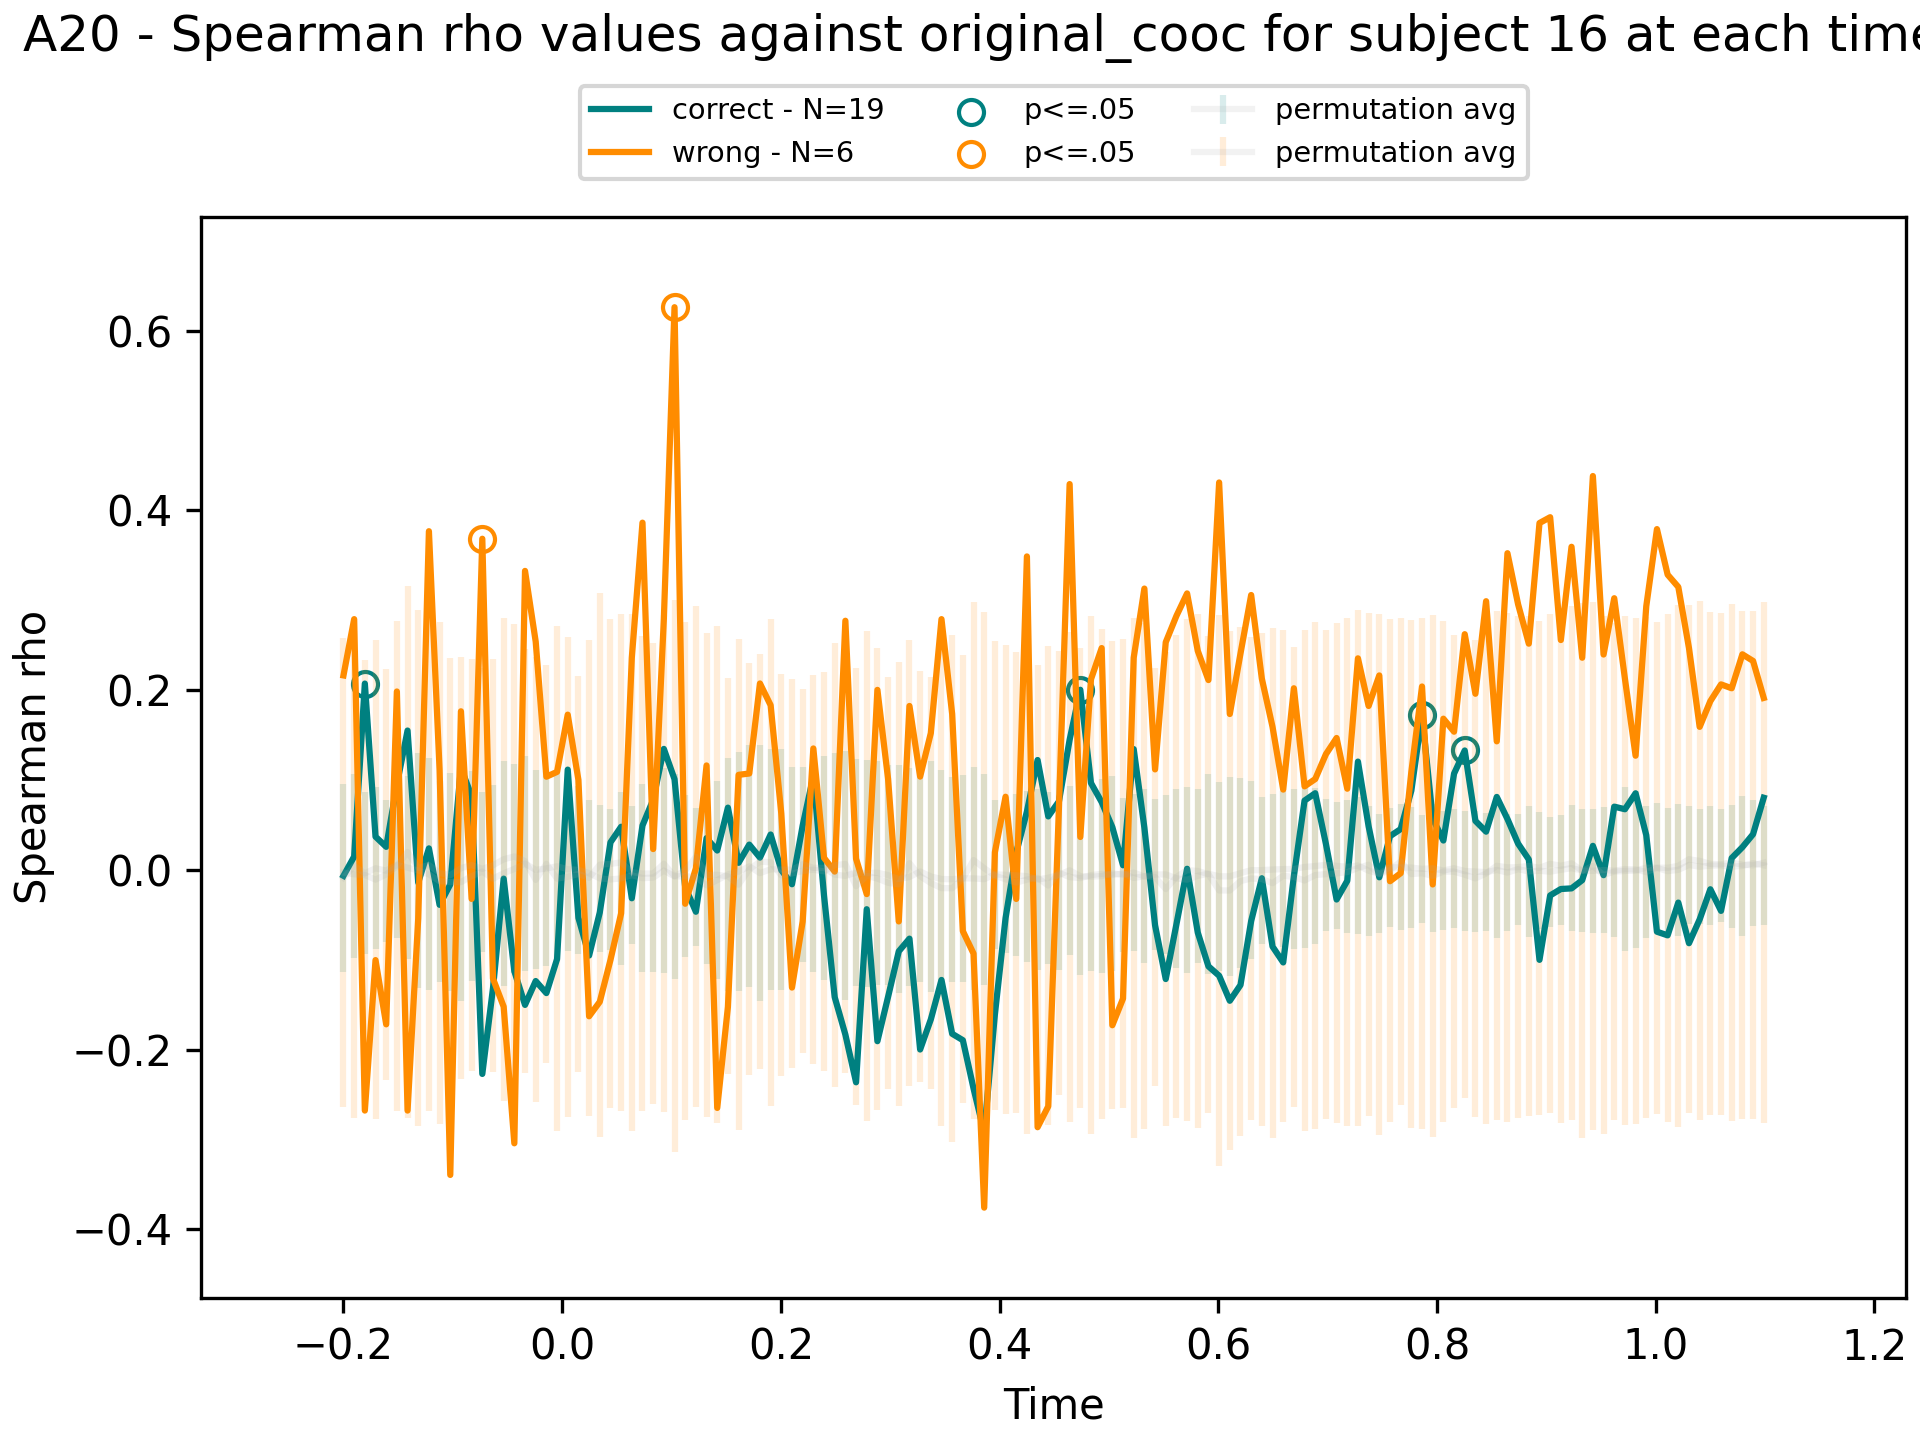 A20 - Spearman rho values against original_cooc for subject 16 at each time
correct - N=19
wrong - N=6
p<=.05
p<=.05
permutation avg
permutation avg
Spearman rho
0.6
0.4
0.2
0.0
−0.2
−0.4
−0.2
0.0
0.2
0.4
0.6
0.8
1.0
1.2
Time